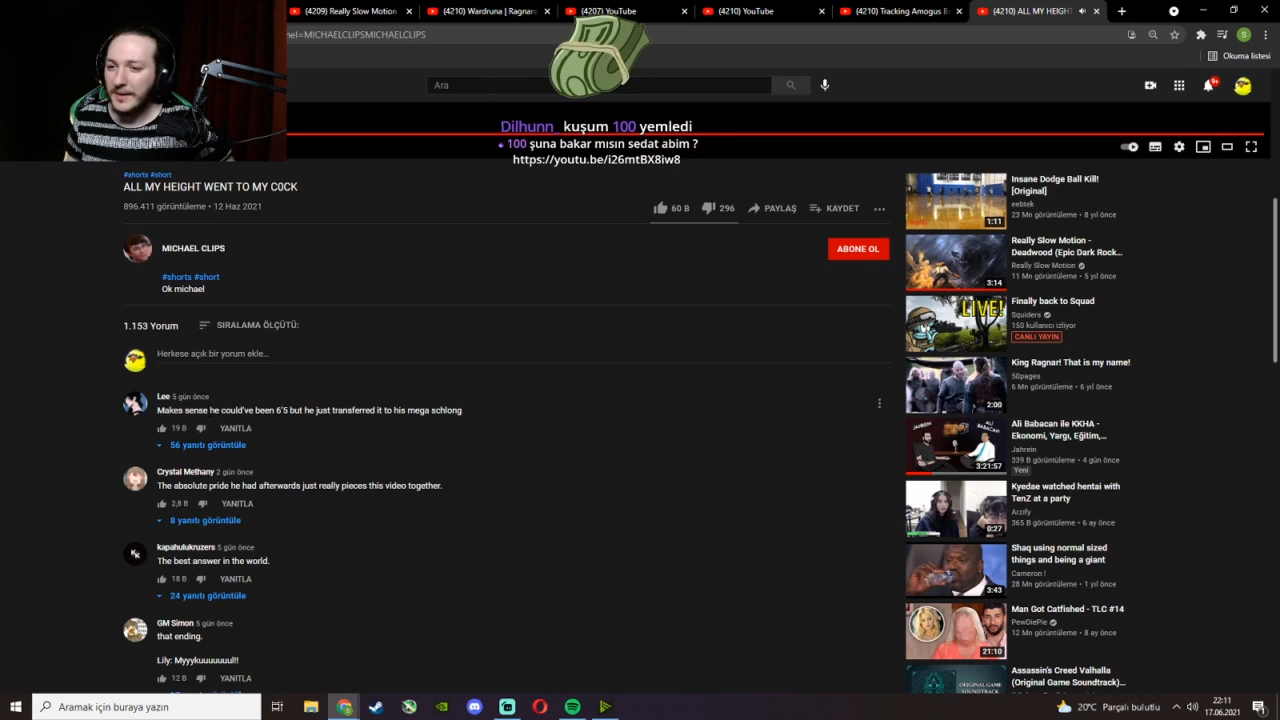 (4209) Really Slow Motion
(4210) Wardruna | Ragnar
(4207) YouTube
(4210) YouTube
(4210) Tracking Amogus B
(4210) ALL MY HEIGHT
nel=MICHAELCLIPSMICHAELCLIPS
S
Okuma listesi
Ara
9+
Dilhunn_ kuşum 100 yemledi
100 şuna bakar mısın sedat abim ?
https://youtu.be/i26mtBX8iw8
#shorts #short
ALL MY HEIGHT WENT TO MY C0CK
896.411 görüntüleme • 12 Haz 2021
60 B
296
PAYLAŞ
KAYDET
MICHAEL CLIPS
ABONE OL
#shorts #short
Ok michael
1.153 Yorum
SIRALAMA ÖLÇÜTÜ:
Herkese açık bir yorum ekle...
Lee 5 gün önce
Makes sense he could've been 6'5 but he just transferred it to his mega schlong
19 B YANITLA
56 yanıtı görüntüle
Crystal Methany 2 gün önce
The absolute pride he had afterwards just really pieces this video together.
2,8 B YANITLA
8 yanıtı görüntüle
KK
kapahulukruzers 5 gün önce
The best answer in the world.
18 B YANITLA
24 yanıtı görüntüle
GM Simon 5 gün önce
that ending.
Lily: Myyykuuuuuuul!!
12 B YANITLA
Insane Dodge Ball Kill!
[Original]
eebtek
23 Mn görüntüleme • 8 yıl önce
1:11
Really Slow Motion -
Deadwood (Epic Dark Rock...
Really Slow Motion
11 Mn görüntüleme • 5 yıl önce
3:14
LIVE!
Finally back to Squad
Squiders
150 kullanıcı izliyor
CANLI YAYIN
King Ragnar! That is my name!
50pages
6 Mn görüntüleme • 6 yıl önce
2:00
JAHREIN
ALİ BABACAN
Ali Babacan ile KKHA -
Ekonomi, Yargı, Eğitim,...
Jahrein
339 B görüntüleme • 4 gün önce
Yeni
3:21:57
Kyedae watched hentai with
TenZ at a party
Arzify
365 B görüntüleme • 6 ay önce
0:27
Shaq using normal sized
things and being a giant
Cameron !
28 Mn görüntüleme • 1 yıl önce
3:43
Man Got Catfished - TLC #14
PewDiePie
12 Mn görüntüleme • 8 ay önce
21:10
Assassin's Creed Valhalla
(Original Game Soundtrack)...
ORIGINAL GAME
SOUNDTRACK
Aramak için buraya yazın
20°C Parçalı bulutlu
22:11
17.06.2021